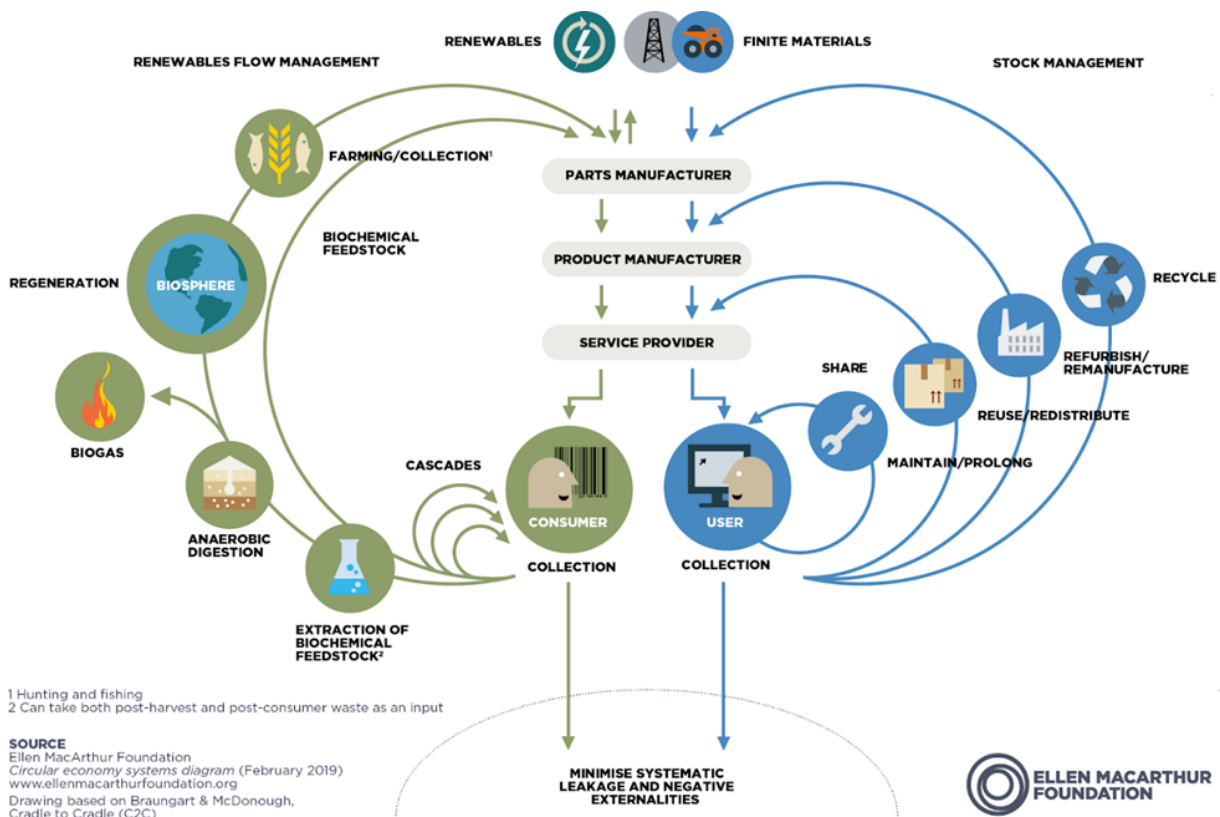 RENEWABLES
FINITE MATERIALS
RENEWABLES FLOW MANAGEMENT
STOCK MANAGEMENT
FARMING/COLLECTION¹
PARTS MANUFACTURER
BIOCHEMICAL
FEEDSTOCK
PRODUCT MANUFACTURER
REGENERATION
BIOSPHERE
RECYCLE
SERVICE PROVIDER
SHARE
REFURBISH/
REMANUFACTURE
REUSE/REDISTRIBUTE
BIOGAS
CASCADES
MAINTAIN/PROLONG
CONSUMER
USER
ANAEROBIC
DIGESTION
COLLECTION
COLLECTION
EXTRACTION OF
BIOCHEMICAL
FEEDSTOCK²
1 Hunting and fishing
2 Can take both post-harvest and post-consumer waste as an input
SOURCE
Ellen MacArthur Foundation
Circular economy systems diagram (February 2019)
www.ellenmacarthurfoundation.org
Drawing based on Braungart & McDonough,
Cradle to Cradle (C2C)
MINIMISE SYSTEMATIC
LEAKAGE AND NEGATIVE
EXTERNALITIES
ELLEN MACARTHUR
FOUNDATION